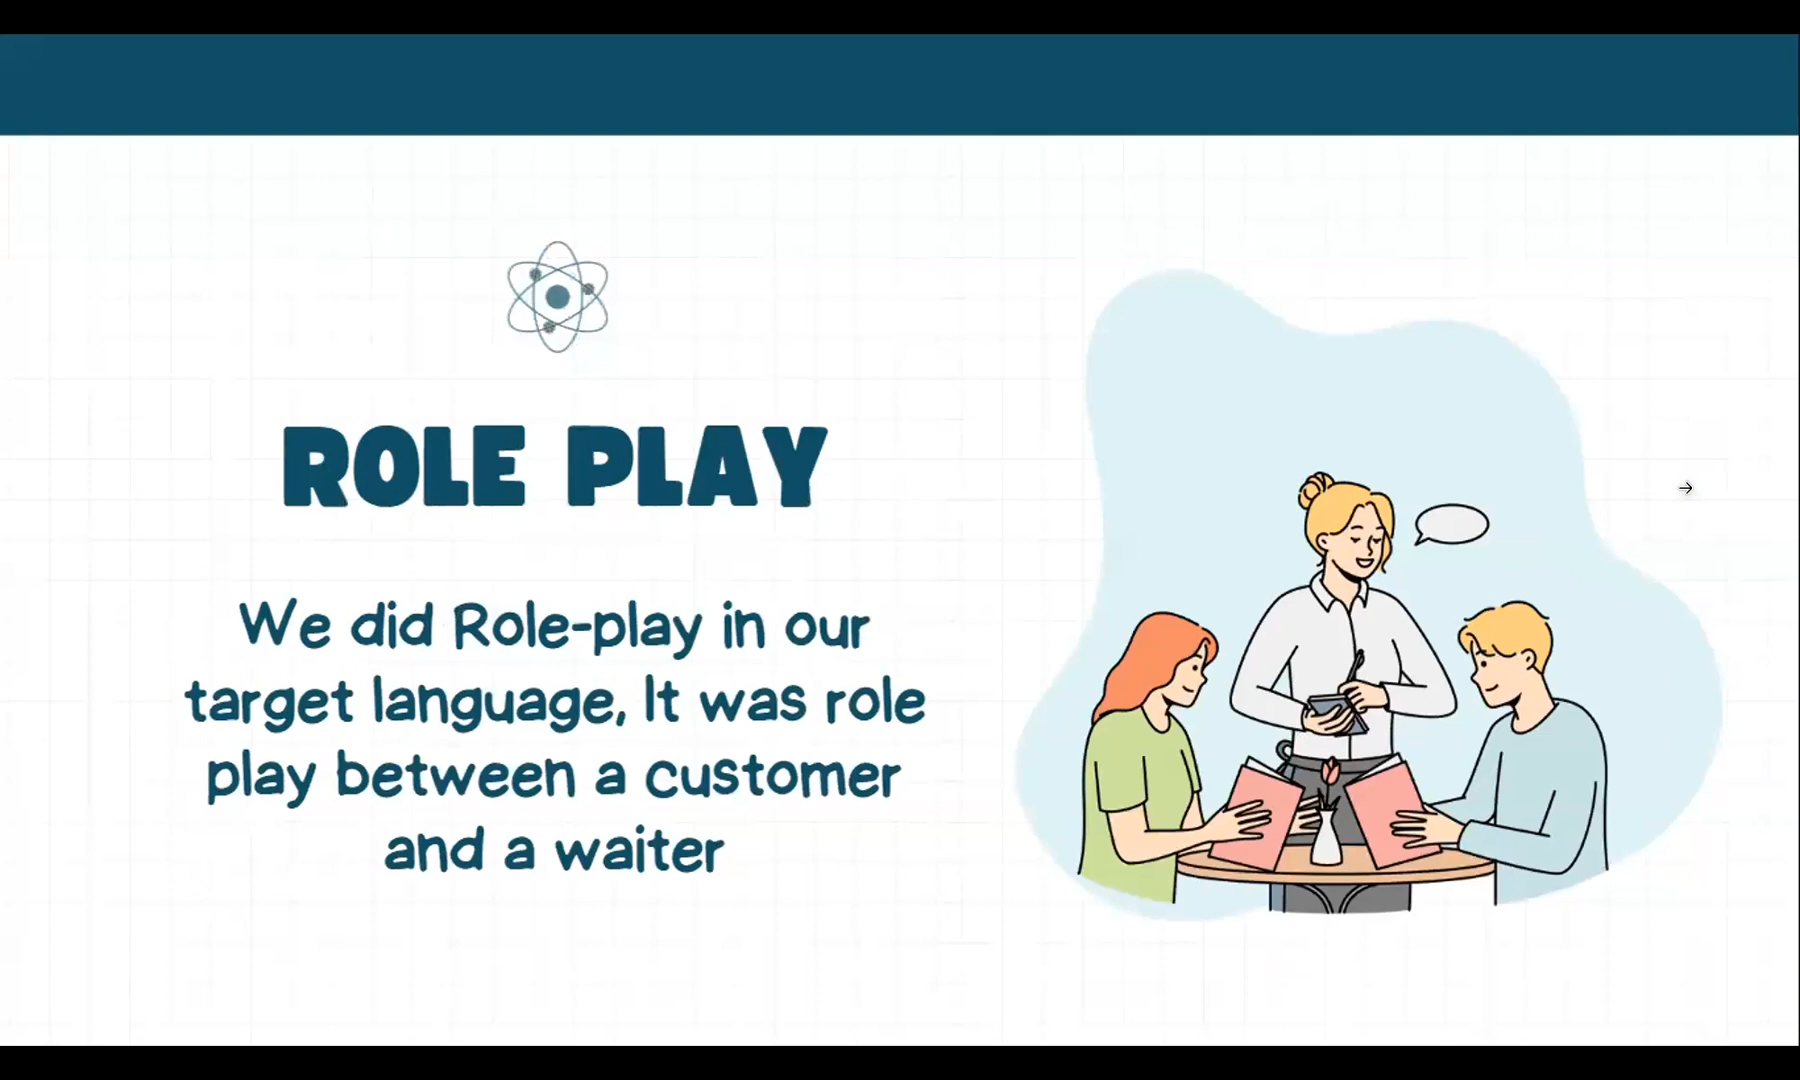 ROLE PLAY
We did Role-play in our
target language, It was role
play between a customer
and a waiter